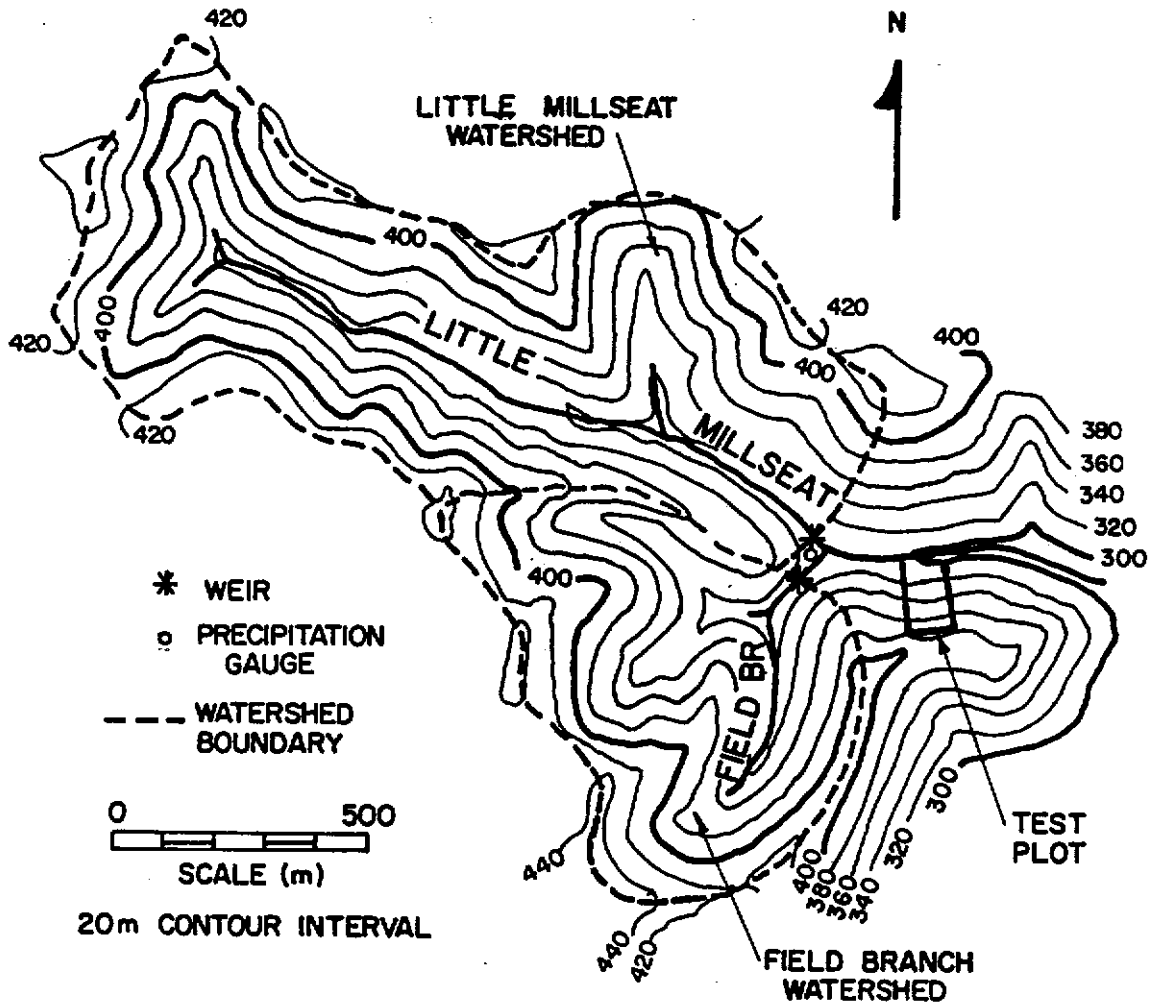 420
N
LITTLE MILLSEAT
WATERSHED
400
420
400
LITTLE
400
400
420
420
MILLSEAT
380
360
340
320
300
400
WEIR
PRECIPITATION
GAUGE
WATERSHED
BOUNDARY
FIELD BR
0 500
SCALE (m)
20m CONTOUR INTERVAL
300
320
340
360
380
400
440
440
420
TEST
PLOT
FIELD BRANCH
WATERSHED